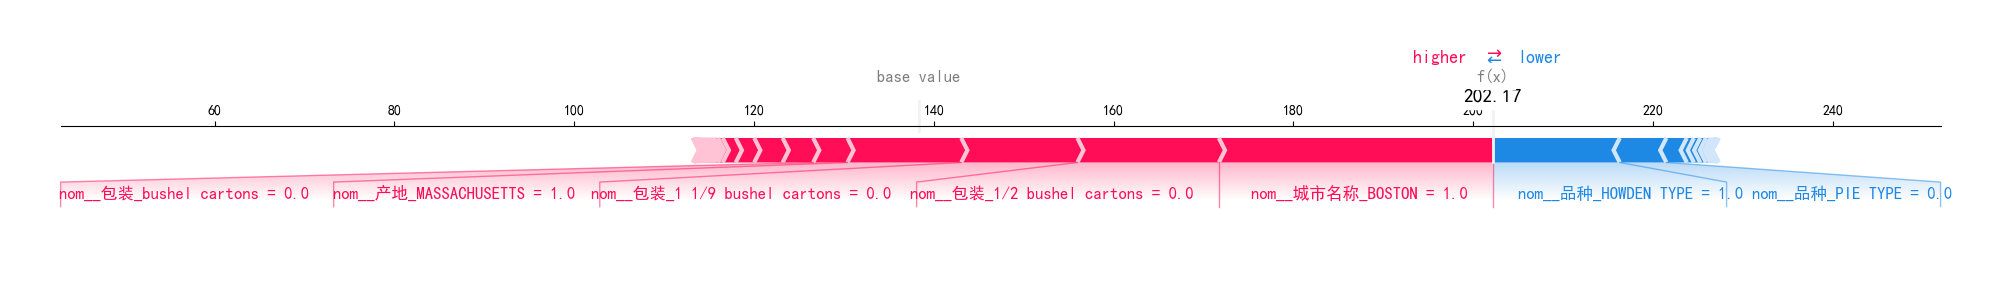 higher ⇄ lower
base value f(x)
202.17
60 80 100 120 140 160 180 200 220 240
nom__包装_bushel cartons = 0.0 nom__产地_MASSACHUSETTS = 1.0 nom__包装_1 1/9 bushel cartons = 0.0 nom__包装_1/2 bushel cartons = 0.0 nom__城市名称_BOSTON = 1.0 nom__品种_HOWDEN TYPE = 1.0 nom__品种_PIE TYPE = 0.0